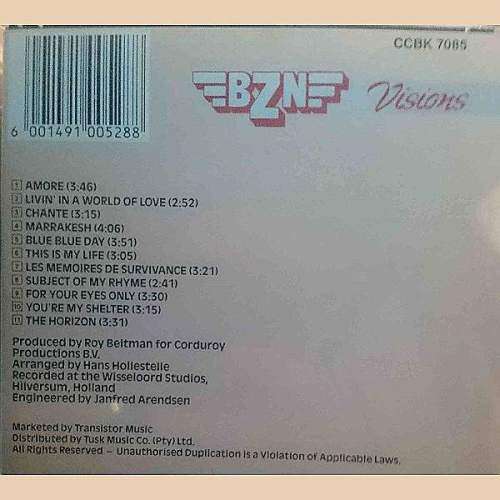 CCBK 7085
BZN Visions
6 001491 005288
1 AMORE (3:46)
2 LIVIN' IN A WORLD OF LOVE (2:52)
3 CHANTE (3:15)
4 MARRAKESH (4:06)
5 BLUE BLUE DAY (3:51)
6 THIS IS MY LIFE (3:05)
7 LES MEMOIRES DE SURVIVANCE (3:21)
8 SUBJECT OF MY RHYME (2:41)
9 FOR YOUR EYES ONLY (3:30)
10 YOU'RE MY SHELTER (3:15)
11 THE HORIZON (3:31)
Produced by Roy Beltman for Corduroy
Productions B.V.
Arranged by Hans Hollestelle
Recorded at the Wisseloord Studios,
Hilversum, Holland
Engineered by Janfred Arendsen
Marketed by Transistor Music
Distributed by Tusk Music Co. (Pty) Ltd.
All Rights Reserved – Unauthorised Duplication is a Violation of Applicable Laws.